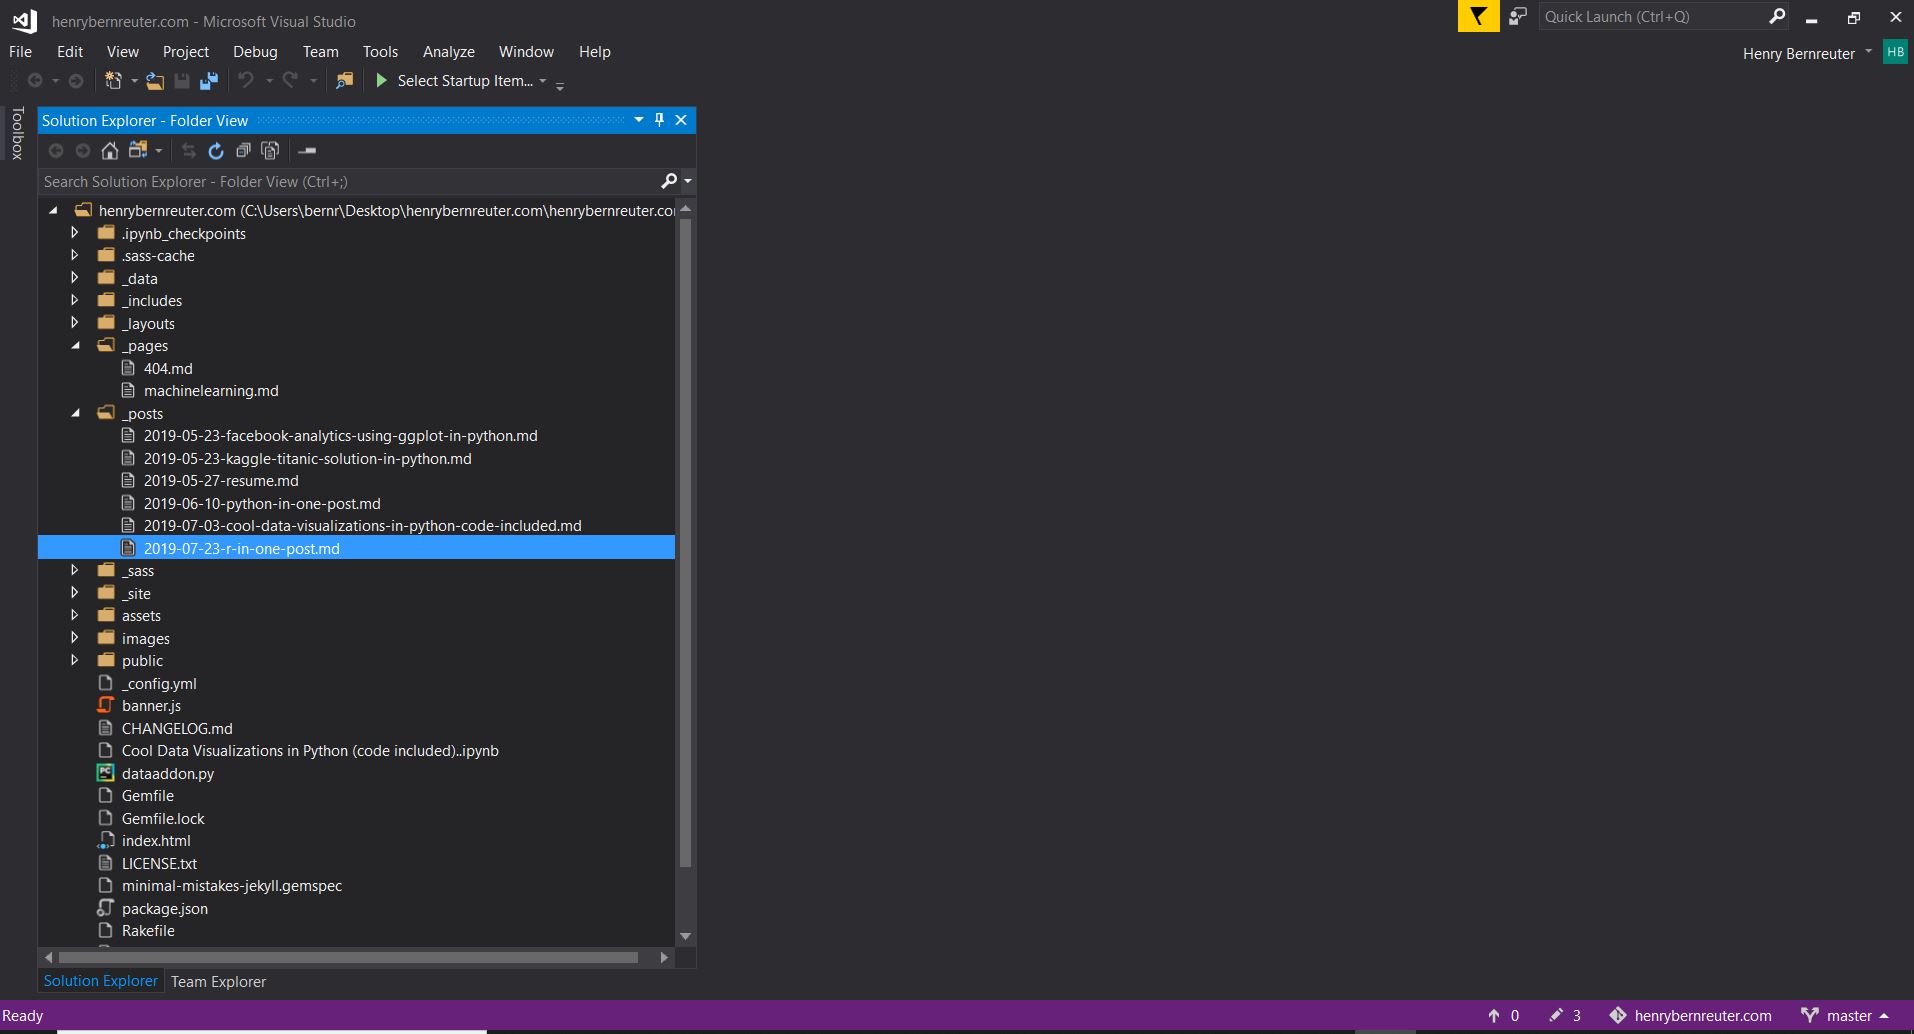 henrybernreuter.com - Microsoft Visual Studio
Quick Launch (Ctrl+Q)
File Edit View Project Debug Team Tools Analyze Window Help
Henry Bernreuter HB
Select Startup Item...
Toolbox
Solution Explorer - Folder View
Search Solution Explorer - Folder View (Ctrl+;)
henrybernreuter.com (C:\Users\bernr\Desktop\henrybernreuter.com\henrybernreuter.co
.ipynb_checkpoints
.sass-cache
_data
_includes
_layouts
_pages
404.md
machinelearning.md
_posts
2019-05-23-facebook-analytics-using-ggplot-in-python.md
2019-05-23-kaggle-titanic-solution-in-python.md
2019-05-27-resume.md
2019-06-10-python-in-one-post.md
2019-07-03-cool-data-visualizations-in-python-code-included.md
2019-07-23-r-in-one-post.md
_sass
_site
assets
images
public
_config.yml
banner.js
CHANGELOG.md
Cool Data Visualizations in Python (code included)..ipynb
PC
dataaddon.py
Gemfile
Gemfile.lock
index.html
LICENSE.txt
minimal-mistakes-jekyll.gemspec
package.json
Rakefile
Solution Explorer Team Explorer
Ready
0 3 henrybernreuter.com master